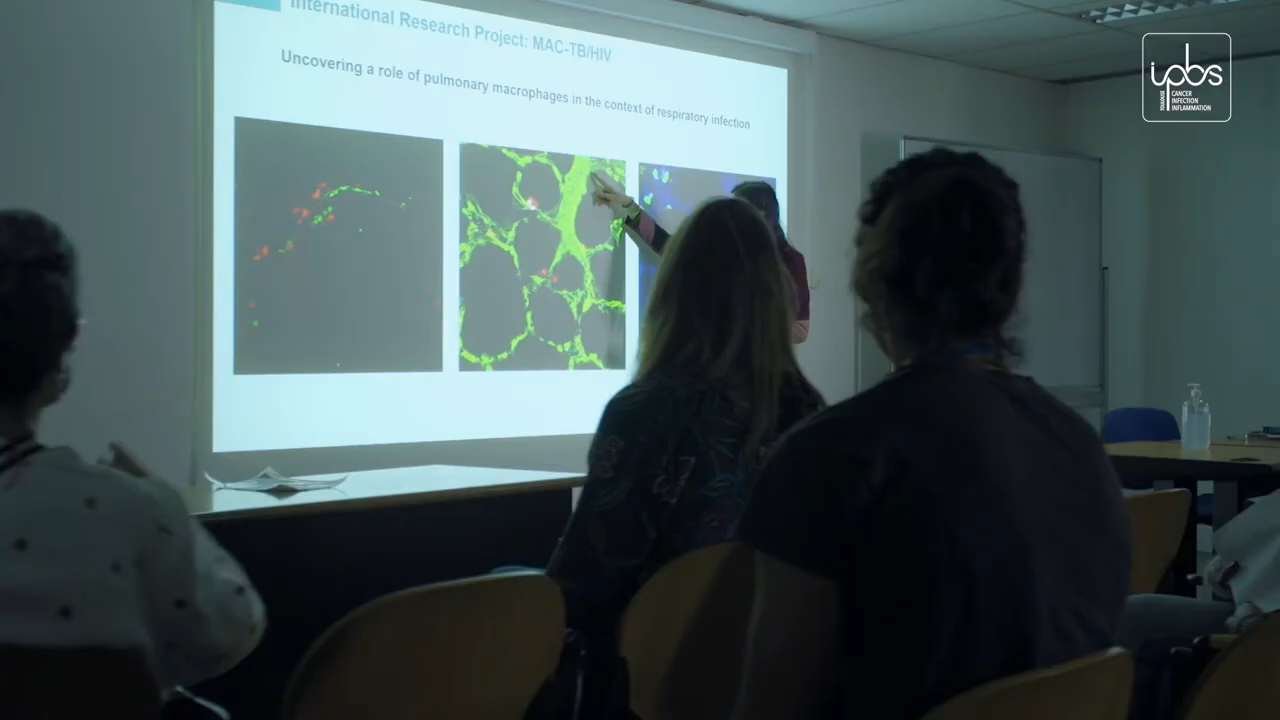 International Research Project: MAC-TB/HIV
Uncovering a role of pulmonary macrophages in the context of respiratory infection
ipbs
TOULOUSE
CANCER
INFECTION
INFLAMMATION